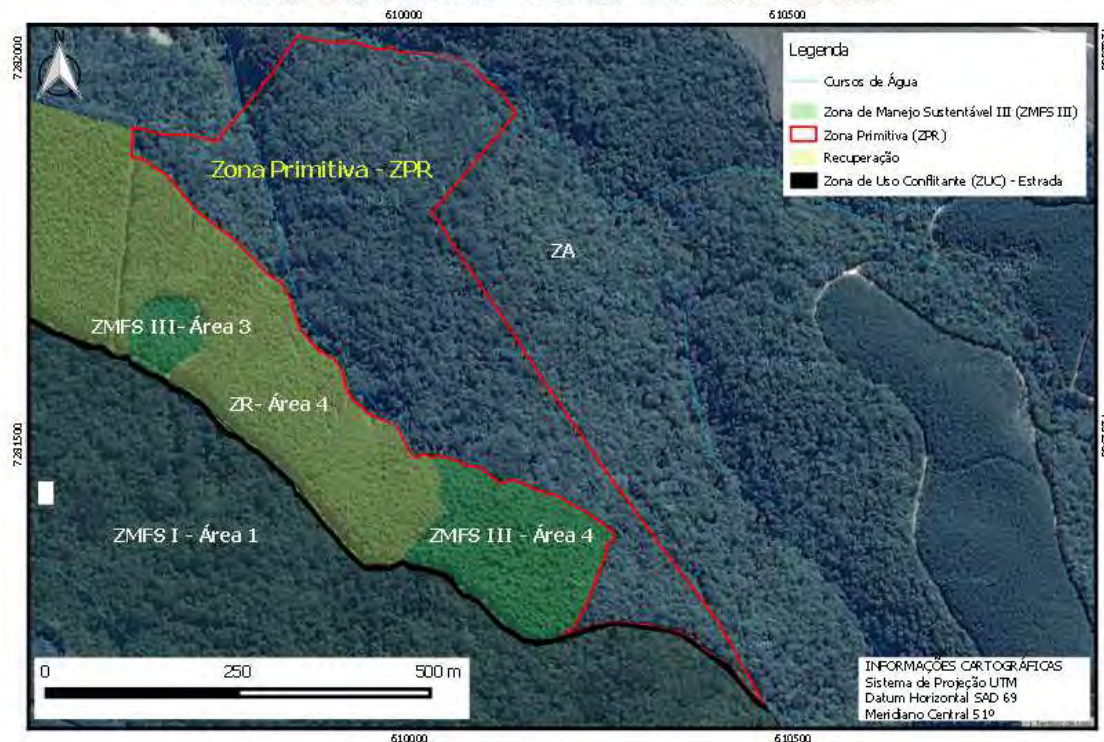 610000
610500
N
7282000
7281500
Legenda
Cursos de Água
Zona de Manejo Sustentável III (ZMFS III)
Zona Primitiva (ZPR)
Recuperação
Zona de Uso Conflitante (ZUC) - Estrada
Zona Primitiva - ZPR
ZA
ZMFS III- Área 3
ZR- Área 4
ZMFS I - Área 1
ZMFS III - Área 4
0 250 500 m
INFORMAÇÕES CARTOGRÁFICAS
Sistema de Projeção UTM
Datum Horizontal SAD 69
Meridiano Central 51º
610000
610500